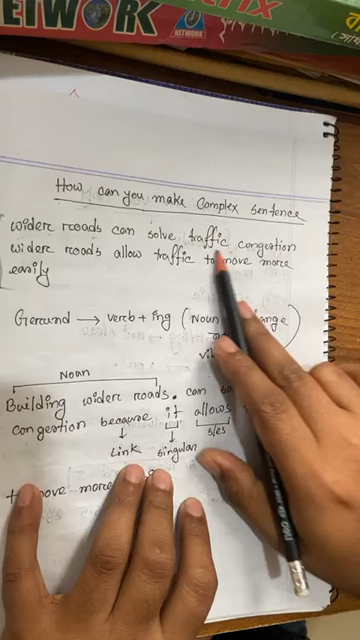 NETWORK
NETWORK
How can you make Complex sentence
wider roads can solve traffic congestion
wider roads allow traffic to move more
easily
Gerund → verb + ing (Noun
Noun
Building wider roads. can
congestion because it allows
s/es
Link singular
move more